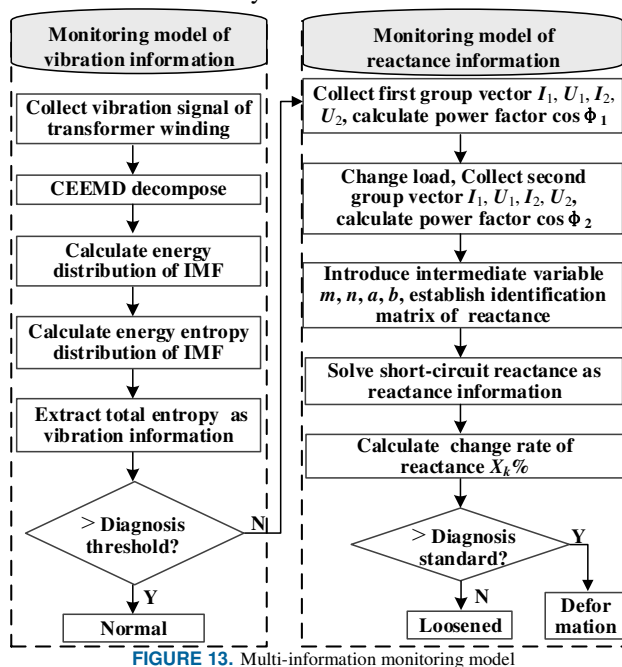 Monitoring model of
vibration information
Collect vibration signal of
transformer winding
CEEMD decompose
Calculate energy
distribution of IMF
Calculate energy entropy
distribution of IMF
Extract total entropy as
vibration information
> Diagnosis
threshold?
N
Y
Normal
Monitoring model of
reactance information
Collect first group vector I₁, U₁, I₂,
U₂, calculate power factor cos Φ₁
Change load, Collect second
group vector I₁, U₁, I₂, U₂,
calculate power factor cos Φ₂
Introduce intermediate variable
m, n, a, b, establish identification
matrix of reactance
Solve short-circuit reactance as
reactance information
Calculate change rate of
reactance Xₖ%
> Diagnosis
standard?
Y
N
Loosened
Defor
mation
FIGURE 13. Multi-information monitoring model